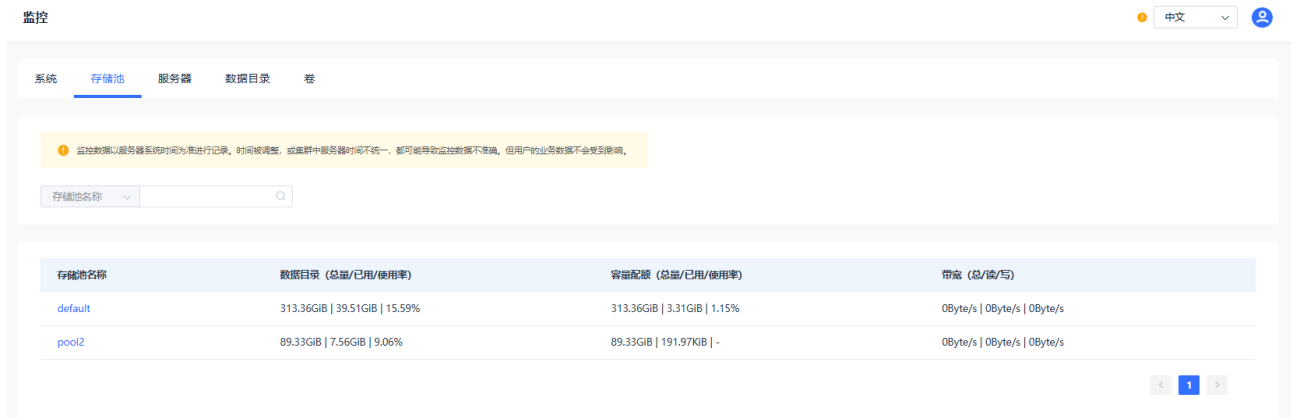 监控
中文
系统 存储池 服务器 数据目录 卷
监控数据以服务器系统时间为准进行记录。时间被调整，或集群中服务器时间不统一，都可能导致监控数据不准确。但用户的业务数据不会受到影响。
存储池名称
存储池名称 数据目录（总量/已用/使用率） 容量配额（总量/已用/使用率） 带宽（总/读/写）
default 313.36GiB | 39.51GiB | 15.59% 313.36GiB | 3.31GiB | 1.15% 0Byte/s | 0Byte/s | 0Byte/s
pool2 89.33GiB | 7.56GiB | 9.06% 89.33GiB | 191.97KiB | - 0Byte/s | 0Byte/s | 0Byte/s
1